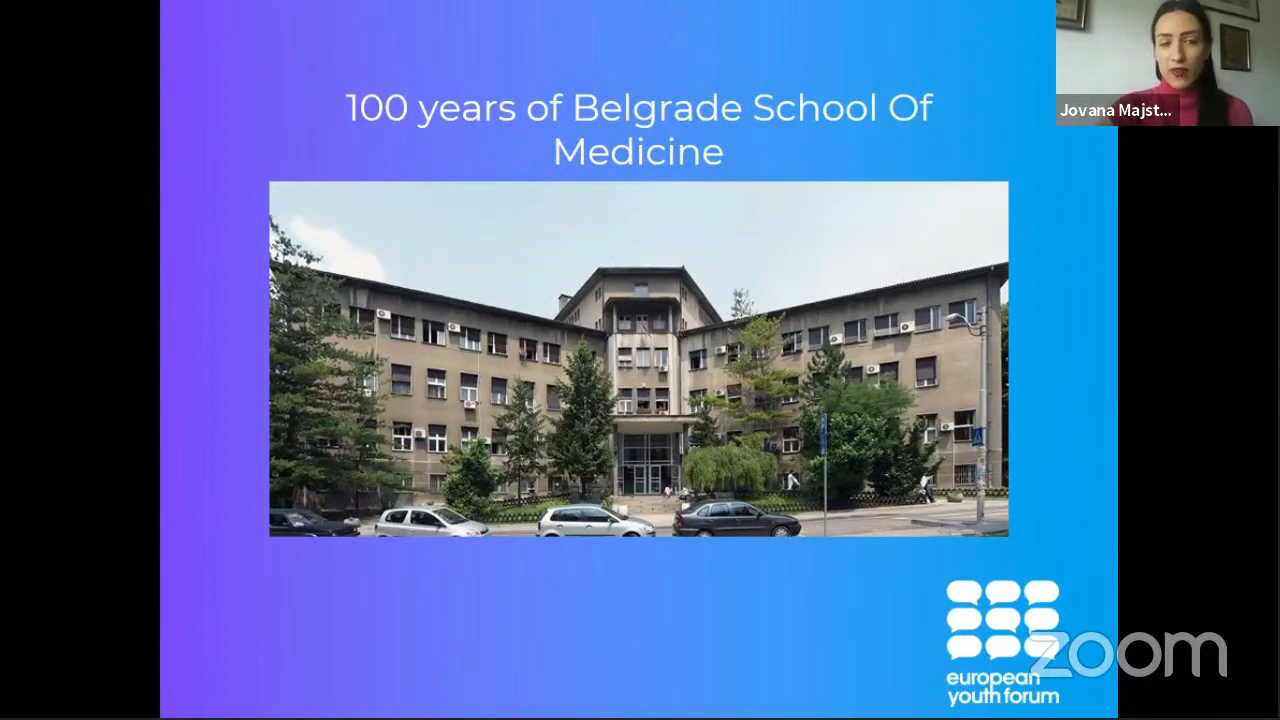 100 years of Belgrade School Of
Medicine
Jovana Majst...
zoom
european
youth forum